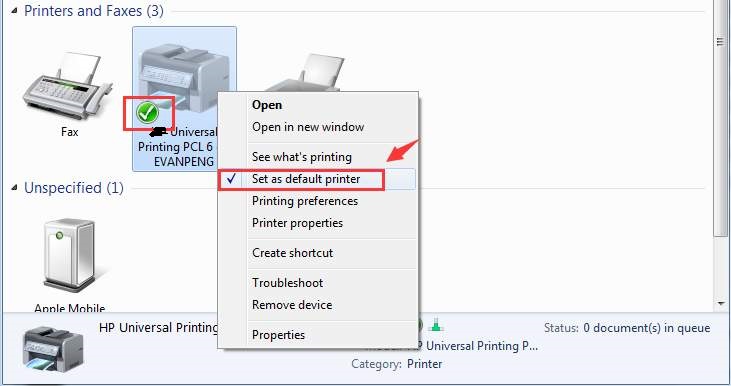 Printers and Faxes (3)
Fax
Universal
Printing PCL 6
EVANPENG
Open
Open in new window
See what's printing
Set as default printer
Printing preferences
Printer properties
Create shortcut
Troubleshoot
Remove device
Properties
Unspecified (1)
Apple Mobile
HP Universal Printing
Status: 0 document(s) in queue
HP Universal Printing P...
Category: Printer